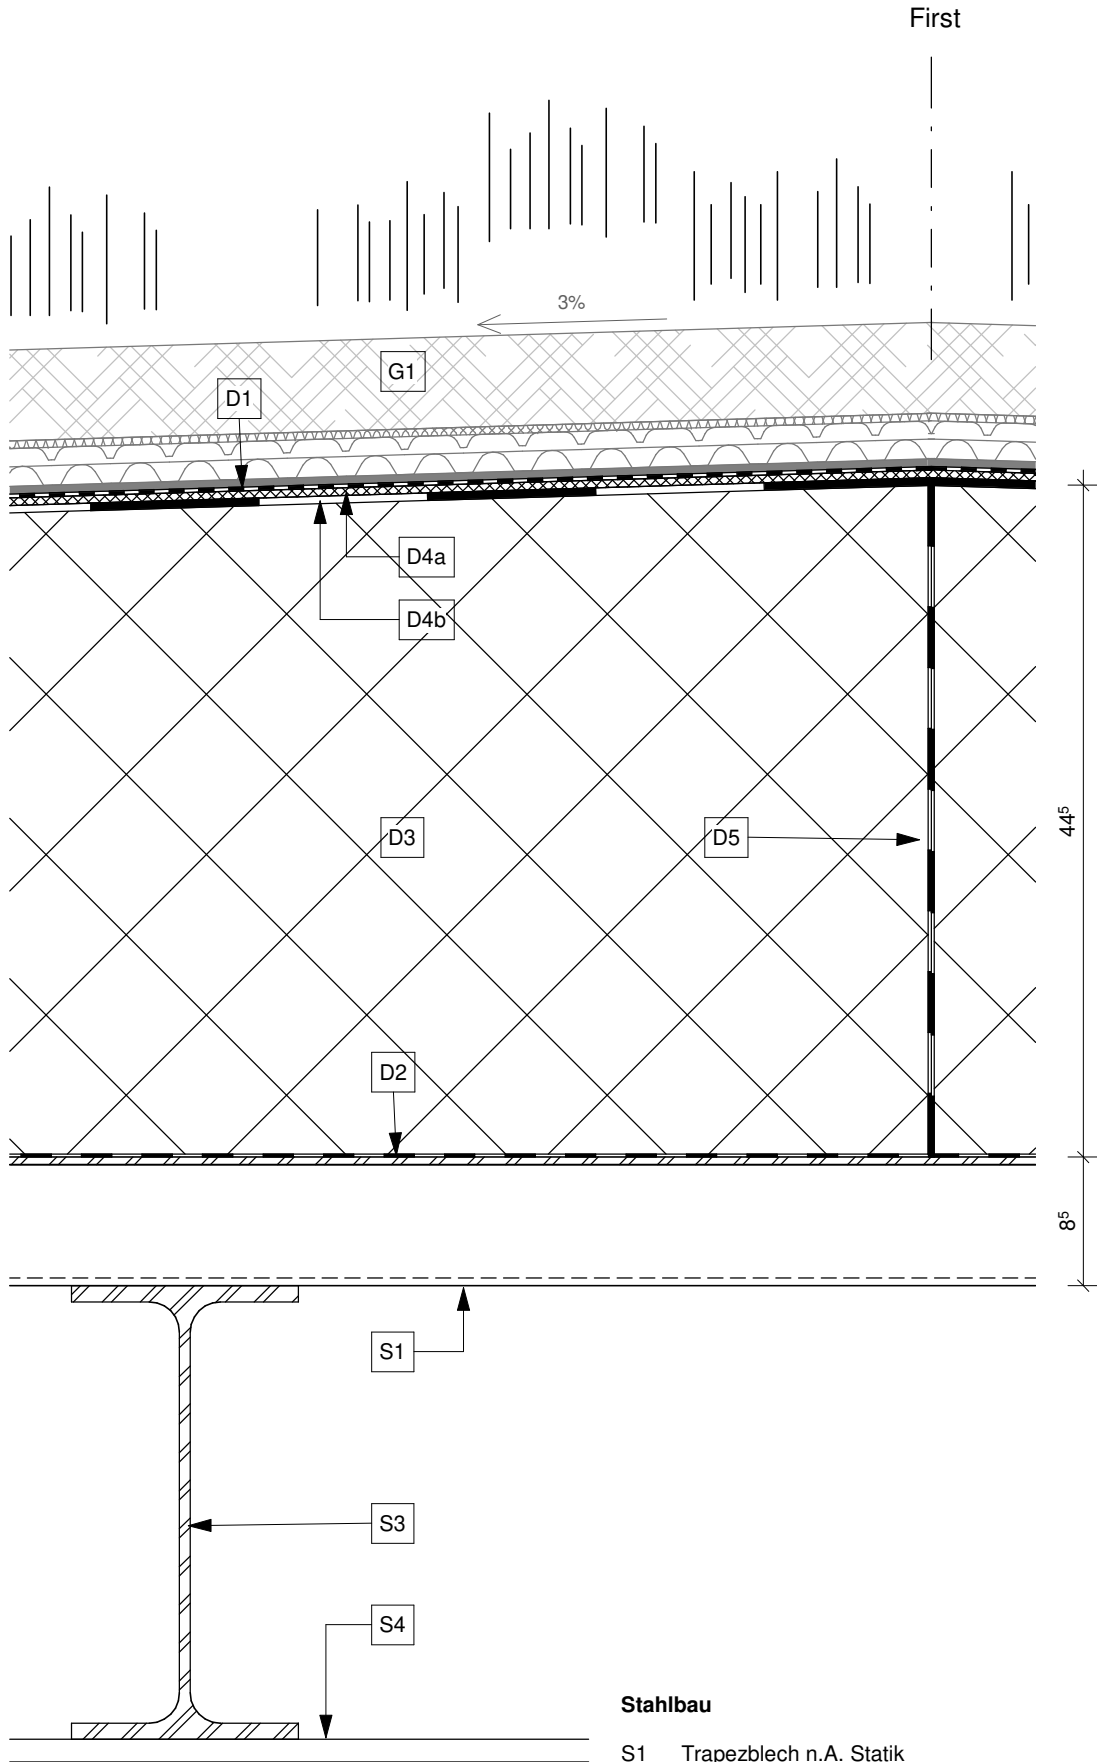 First
3%
G1
D1
D4a
D4b
D3
D5
44⁵
D2
8⁵
S1
S3
S4
Stahlbau
S1 Trapezblech n.A. Statik